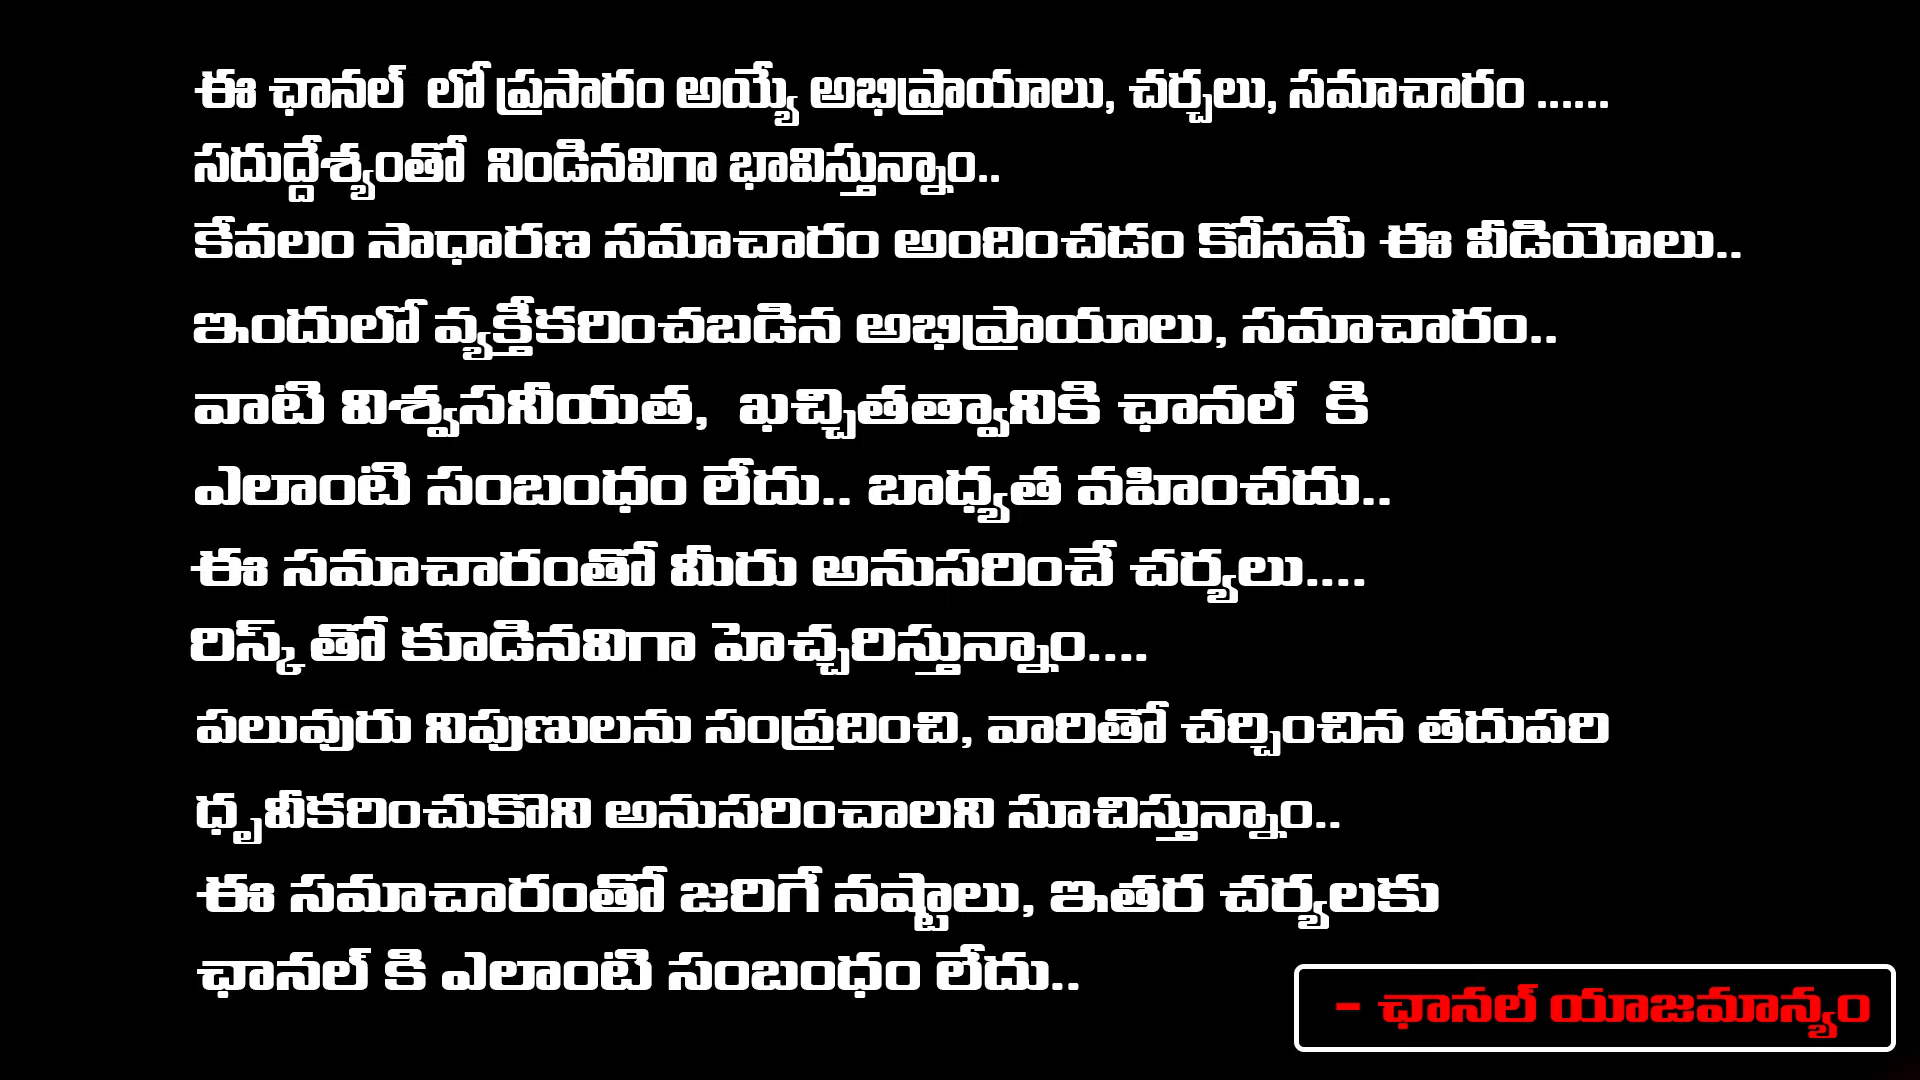 ఈ ఛానల్ లో ప్రసారం అయ్యే అభిప్రాయాలు, చర్చలు, సమాచారం ......
సదుద్దేశ్యంతో నిండినవిగా భావిస్తున్నాం..
కేవలం సాధారణ సమాచారం అందించడం కోసమే ఈ వీడియోలు..
ఇందులో వ్యక్తీకరించబడిన అభిప్రాయాలు, సమాచారం..
వాటి విశ్వసనీయత, ఖచ్చితత్వానికి ఛానల్ కి
ఎలాంటి సంబంధం లేదు.. బాధ్యత వహించదు..
ఈ సమాచారంతో మీరు అనుసరించే చర్యలు....
రిస్క్ తో కూడినవిగా హెచ్చరిస్తున్నాం....
పలువురు నిపుణులను సంప్రదించి, వారితో చర్చించిన తదుపరి
ధృవీకరించుకొని అనుసరించాలని సూచిస్తున్నాం..
ఈ సమాచారంతో జరిగే నష్టాలు, ఇతర చర్యలకు
ఛానల్ కి ఎలాంటి సంబంధం లేదు..
- ఛానల్ యాజమాన్యం